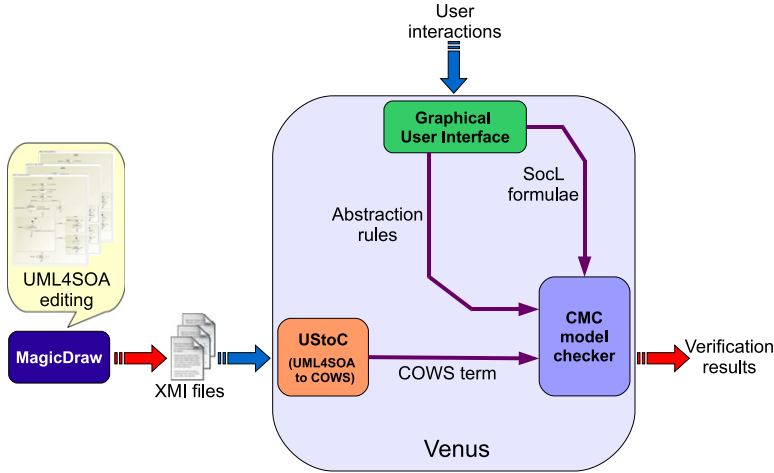 User
interactions
Graphical
User Interface
SocL
formulae
Abstraction
rules
UML4SOA
editing
MagicDraw
XMI files
UStoC
(UML4SOA
to COWS)
COWS term
CMC
model
checker
Verification
results
Venus